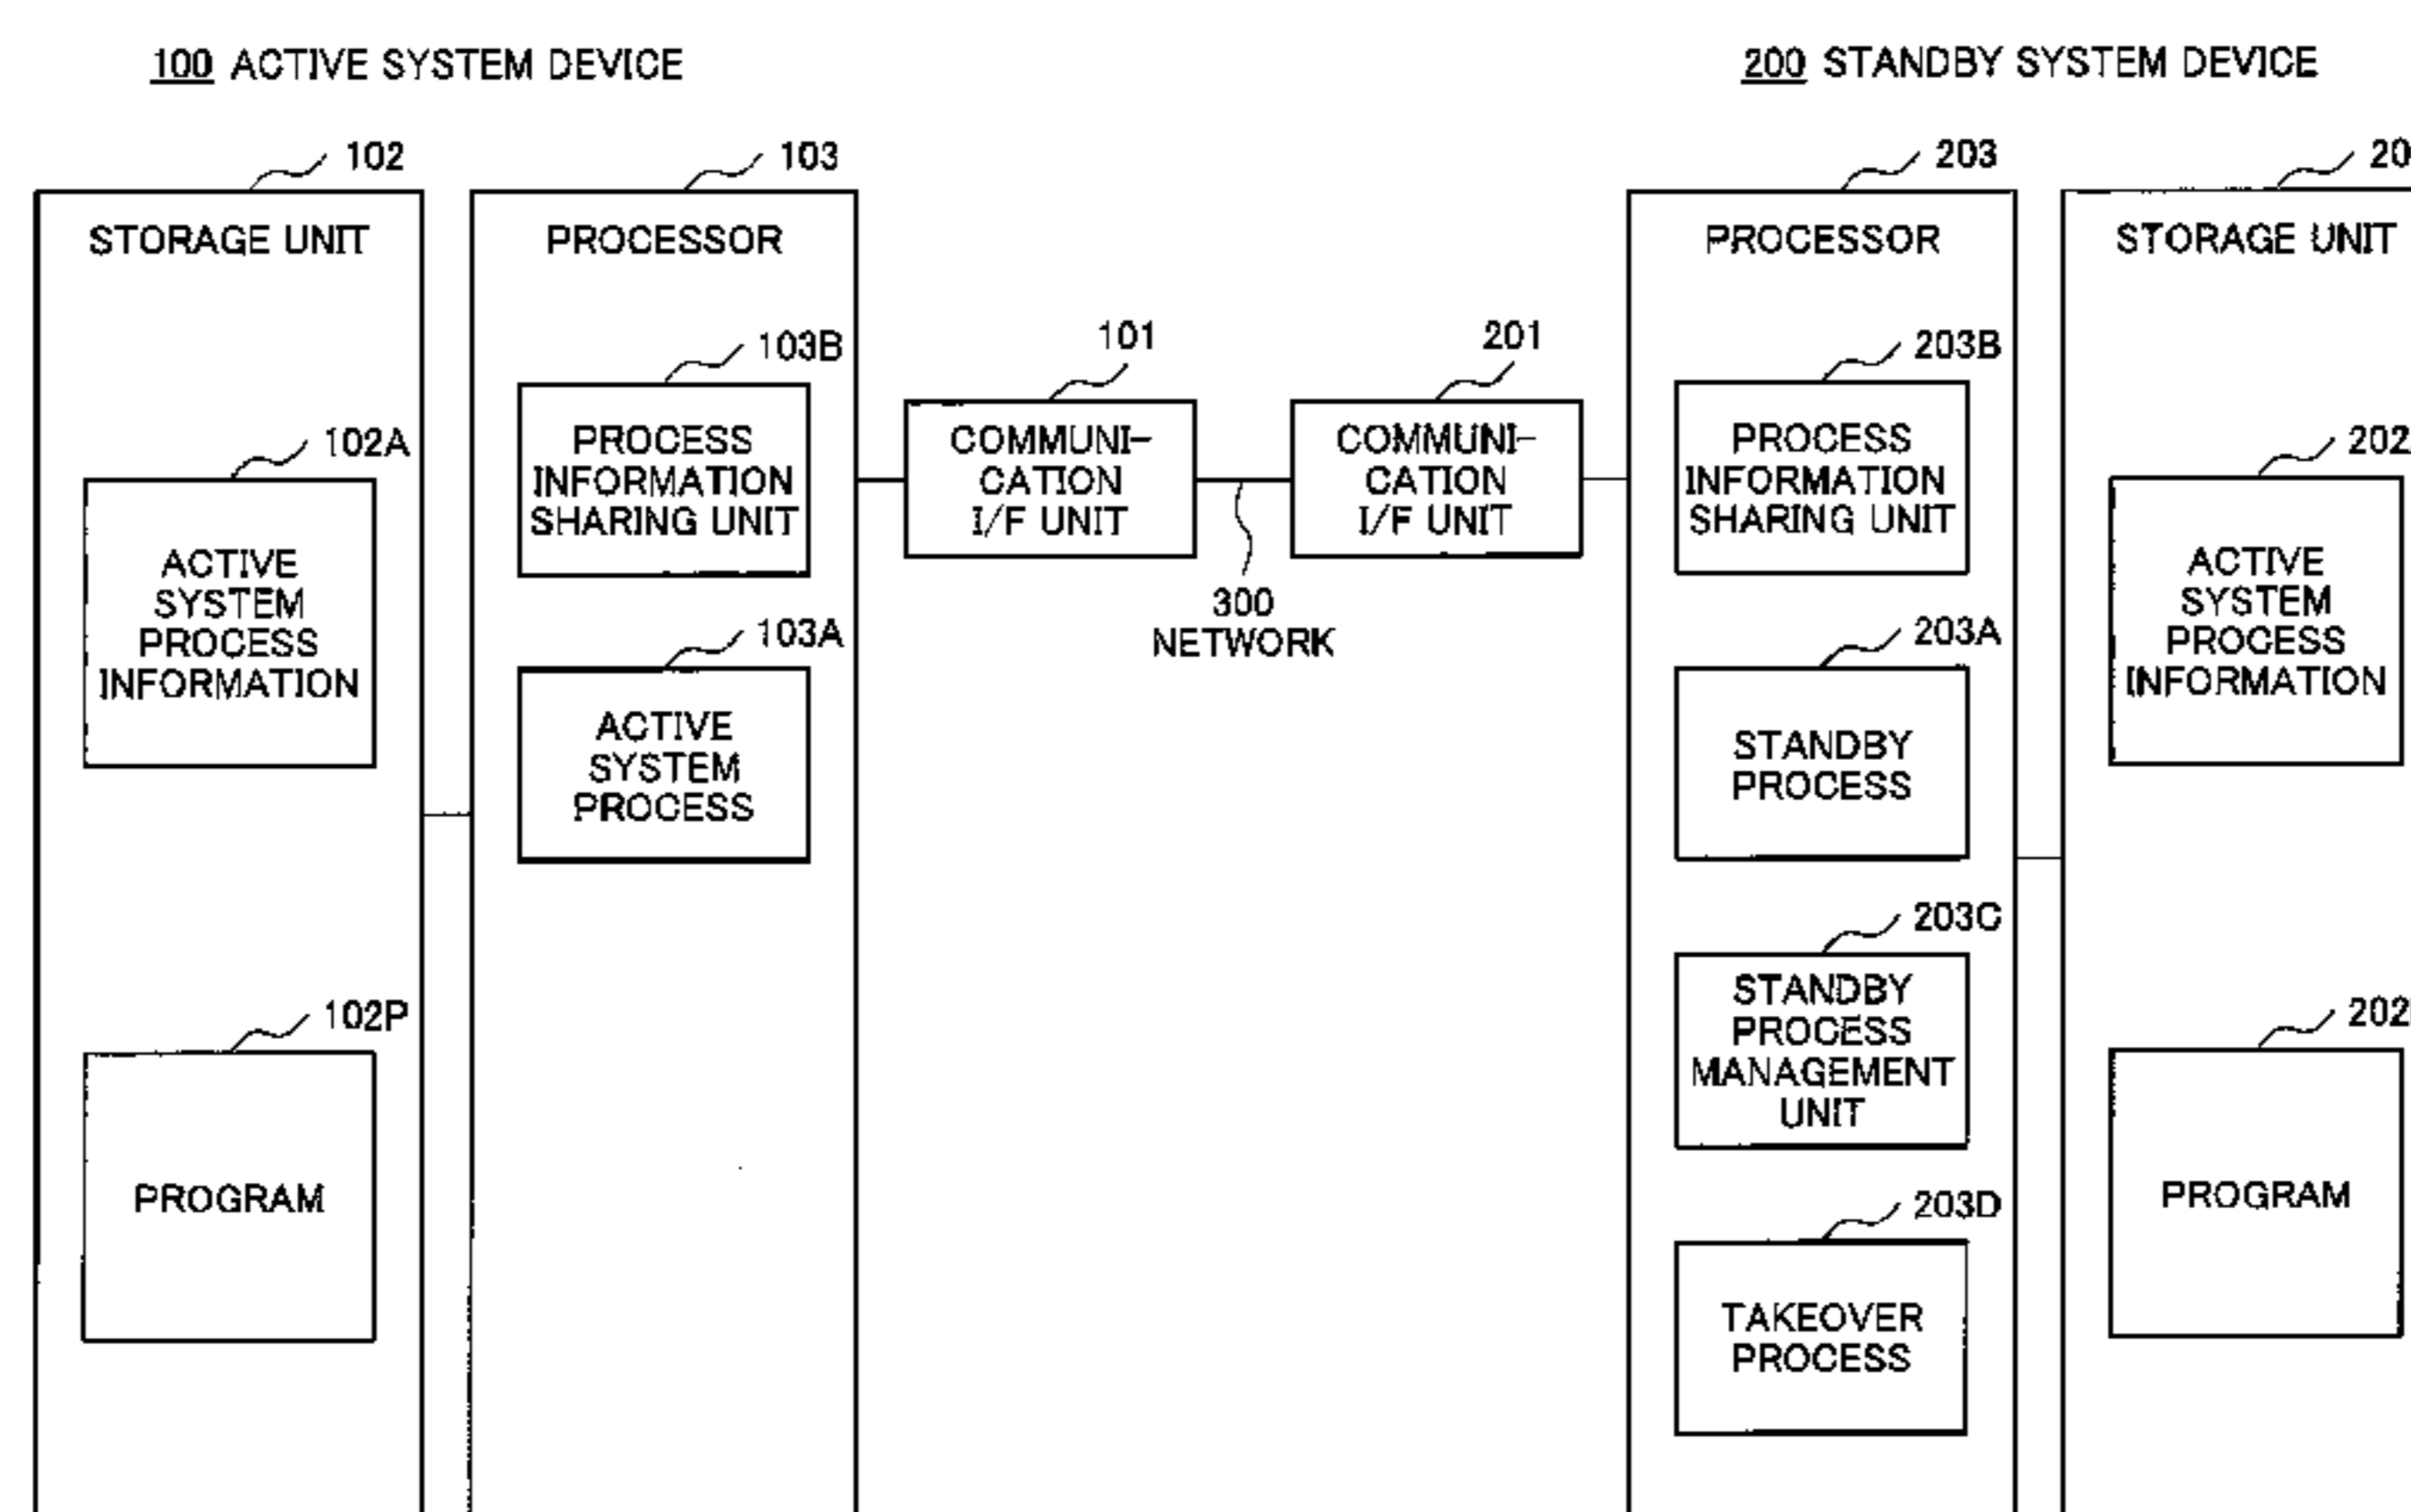 100 ACTIVE SYSTEM DEVICE
200 STANDBY SYSTEM DEVICE
102
103
203
20
STORAGE UNIT
PROCESSOR
PROCESSOR
STORAGE UNIT
103B
101
201
203B
PROCESS
INFORMATION
SHARING UNIT
COMMUNI-
CATION
I/F UNIT
COMMUNI-
CATION
I/F UNIT
PROCESS
INFORMATION
SHARING UNIT
102A
202
ACTIVE
SYSTEM
PROCESS
INFORMATION
300
NETWORK
ACTIVE
SYSTEM
PROCESS
INFORMATION
103A
203A
ACTIVE
SYSTEM
PROCESS
STANDBY
PROCESS
203C
STANDBY
PROCESS
MANAGEMENT
UNIT
102P
202
PROGRAM
PROGRAM
203D
TAKEOVER
PROCESS